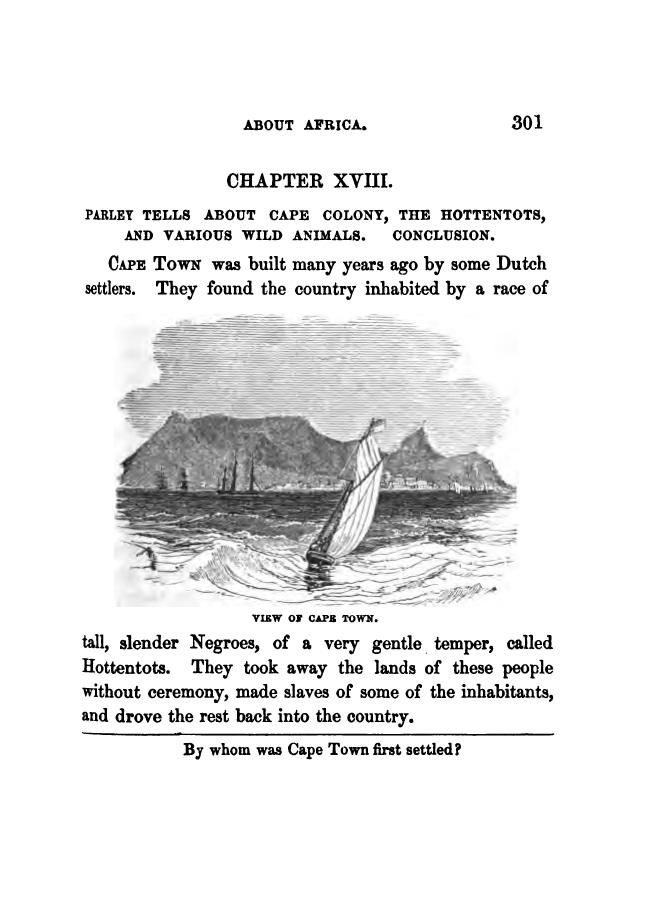 ABOUT AFRICA. 301
CHAPTER XVIII.
PARLEY TELLS ABOUT CAPE COLONY, THE HOTTENTOTS,
AND VARIOUS WILD ANIMALS. CONCLUSION.
CAPE TOWN was built many years ago by some Dutch
settlers. They found the country inhabited by a race of
VIEW OF CAPE TOWN.
tall, slender Negroes, of a very gentle temper, called
Hottentots. They took away the lands of these people
without ceremony, made slaves of some of the inhabitants,
and drove the rest back into the country.
By whom was Cape Town first settled?